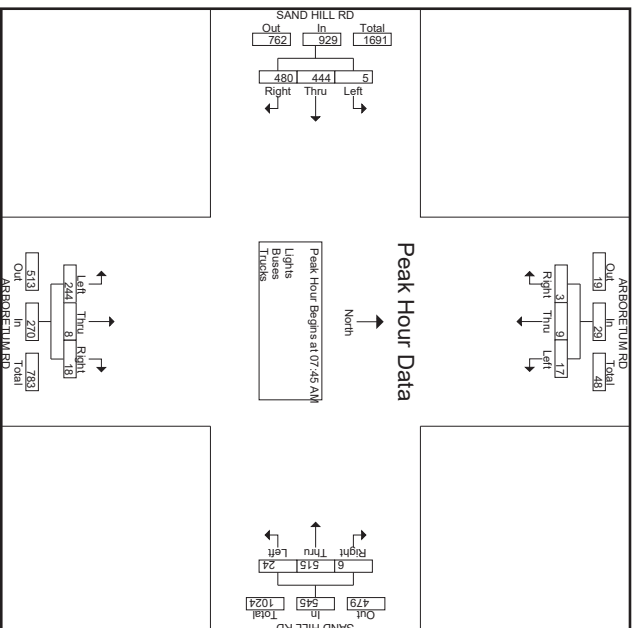 SAND HILL RD
Out In Total
762 929 1691
480 444 5
Right Thru Left
ARBORETUM RD
Out In Total
19 29 48
3 9 17
Right Thru Left
Peak Hour Data
North
Peak Hour Begins at 07:45 AM
Lights
Buses
Trucks
Left Thru Right
244 8 18
513 270 783
Out In Total
ARBORETUM RD
Left Thru Right
24 515 6
1024 545 479
Total In Out
SAND HILL RD